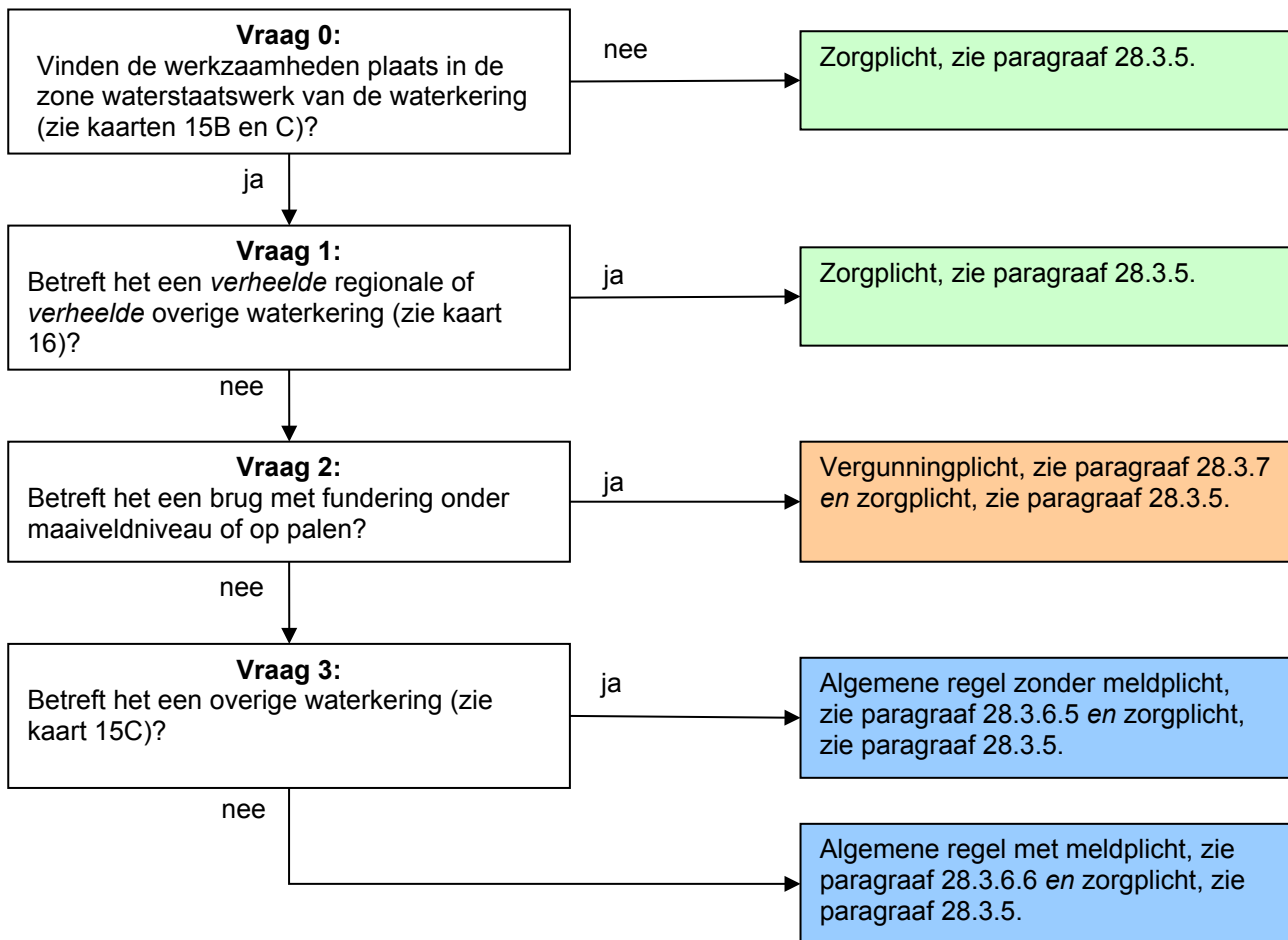 Vraag 0:
Vinden de werkzaamheden plaats in de
zone waterstaatswerk van de waterkering
(zie kaarten 15B en C)?
nee
Zorgplicht, zie paragraaf 28.3.5.
ja
Vraag 1:
Betreft het een verheelde regionale of
verheelde overige waterkering (zie kaart
16)?
ja
Zorgplicht, zie paragraaf 28.3.5.
nee
Vraag 2:
Betreft het een brug met fundering onder
maaiveldniveau of op palen?
ja
Vergunningplicht, zie paragraaf 28.3.7
en zorgplicht, zie paragraaf 28.3.5.
nee
Vraag 3:
Betreft het een overige waterkering (zie
kaart 15C)?
ja
Algemene regel zonder meldplicht,
zie paragraaf 28.3.6.5 en zorgplicht,
zie paragraaf 28.3.5.
nee
Algemene regel met meldplicht, zie
paragraaf 28.3.6.6 en zorgplicht, zie
paragraaf 28.3.5.